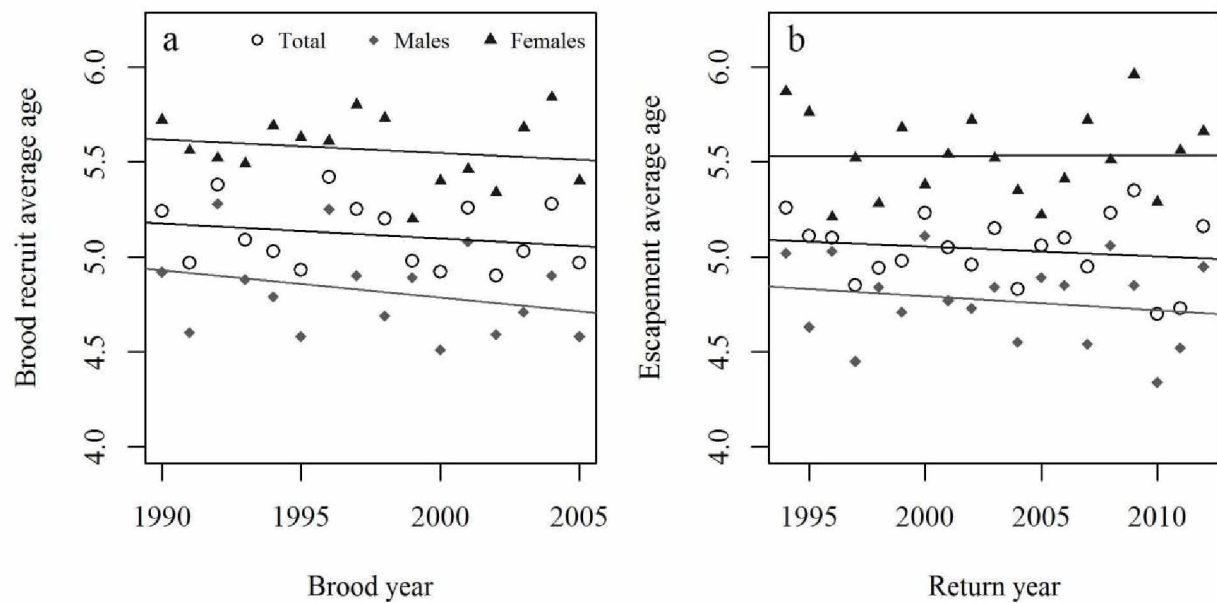 a
Total
Males
Females
Brood recruit average age
6.0
5.5
5.0
4.5
4.0
1990
1995
2000
2005
Brood year
b
Escapement average age
6.0
5.5
5.0
4.5
4.0
1995
2000
2005
2010
Return year